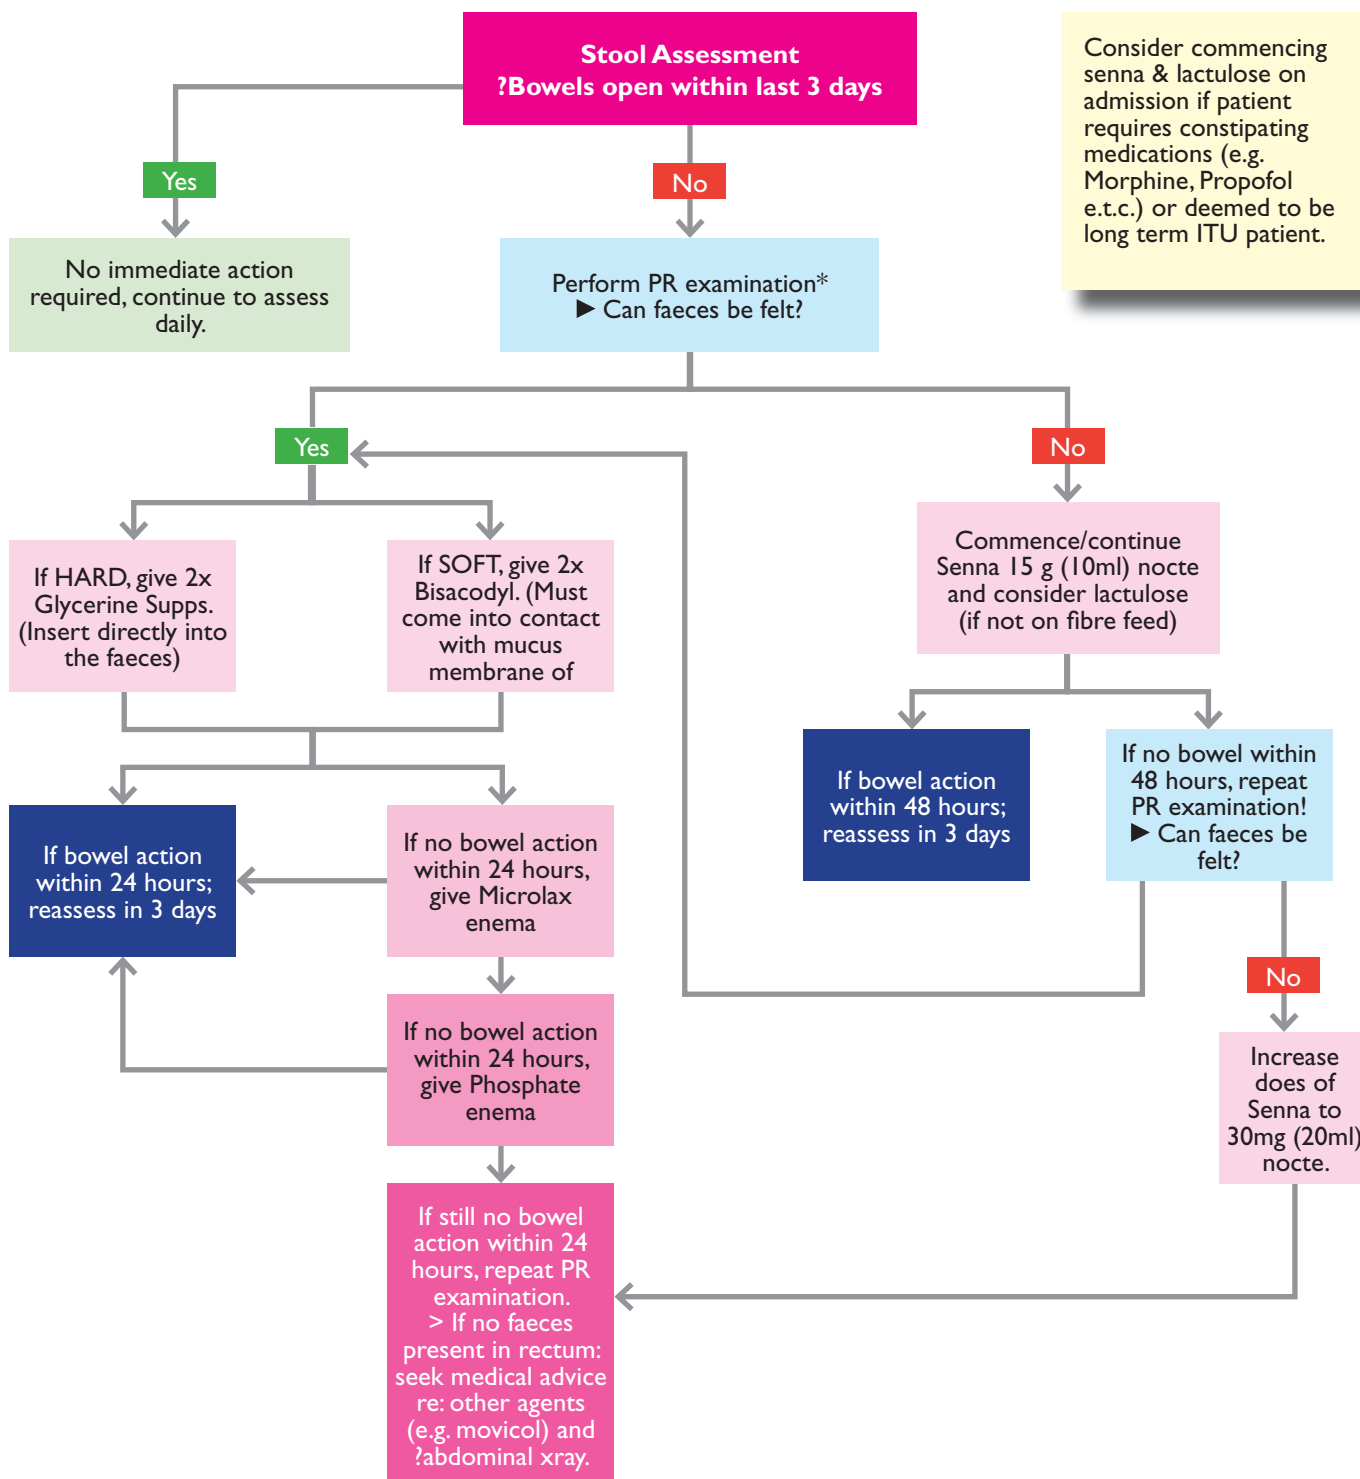 Stool Assessment
?Bowels open within last 3 days
Consider commencing
senna & lactulose on
admission if patient
requires constipating
medications (e.g.
Morphine, Propofol
e.t.c.) or deemed to be
long term ITU patient.
Yes
No
No immediate action
required, continue to assess
daily.
Perform PR examination*
► Can faeces be felt?
Yes
No
If HARD, give 2x
Glycerine Supps.
(Insert directly into
the faeces)
If SOFT, give 2x
Bisacodyl. (Must
come into contact
with mucus
membrane of
Commence/continue
Senna 15 g (10ml) nocte
and consider lactulose
(if not on fibre feed)
If bowel action
within 48 hours;
reassess in 3 days
If no bowel within
48 hours, repeat
PR examination!
► Can faeces be
felt?
If bowel action
within 24 hours;
reassess in 3 days
If no bowel action
within 24 hours,
give Microlax
enema
No
If no bowel action
within 24 hours,
give Phosphate
enema
Increase
does of
Senna to
30mg (20ml)
nocte.
If still no bowel
action within 24
hours, repeat PR
examination.
> If no faeces
present in rectum:
seek medical advice
re: other agents
(e.g. movicol) and
?abdominal xray.